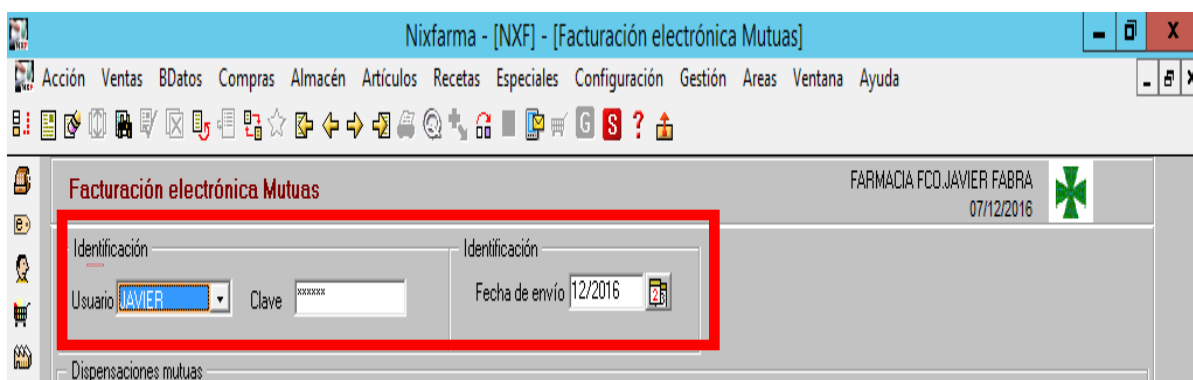 Nixfarma - [NXF] - [Facturación electrónica Mutuas]
Acción Ventas BDatos Compras Almacén Artículos Recetas Especiales Configuración Gestión Areas Ventana Ayuda
G S ?
Facturación electrónica Mutuas
FARMACIA FCO.JAVIER FABRA
07/12/2016
Identificación
Identificación
Usuario JAVIER Clave xxxxxx Fecha de envío 12/2016
Dispensaciones mutuas